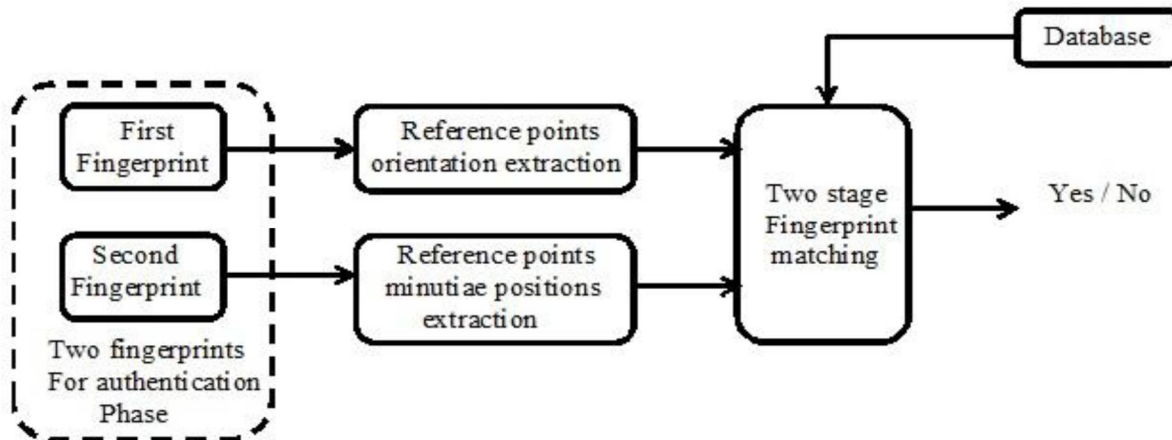 Database
First
Fingerprint
Reference points
orientation extraction
Two stage
Fingerprint
matching
Yes / No
Second
Fingerprint
Reference points
minutiae positions
extraction
Two fingerprints
For authentication
Phase